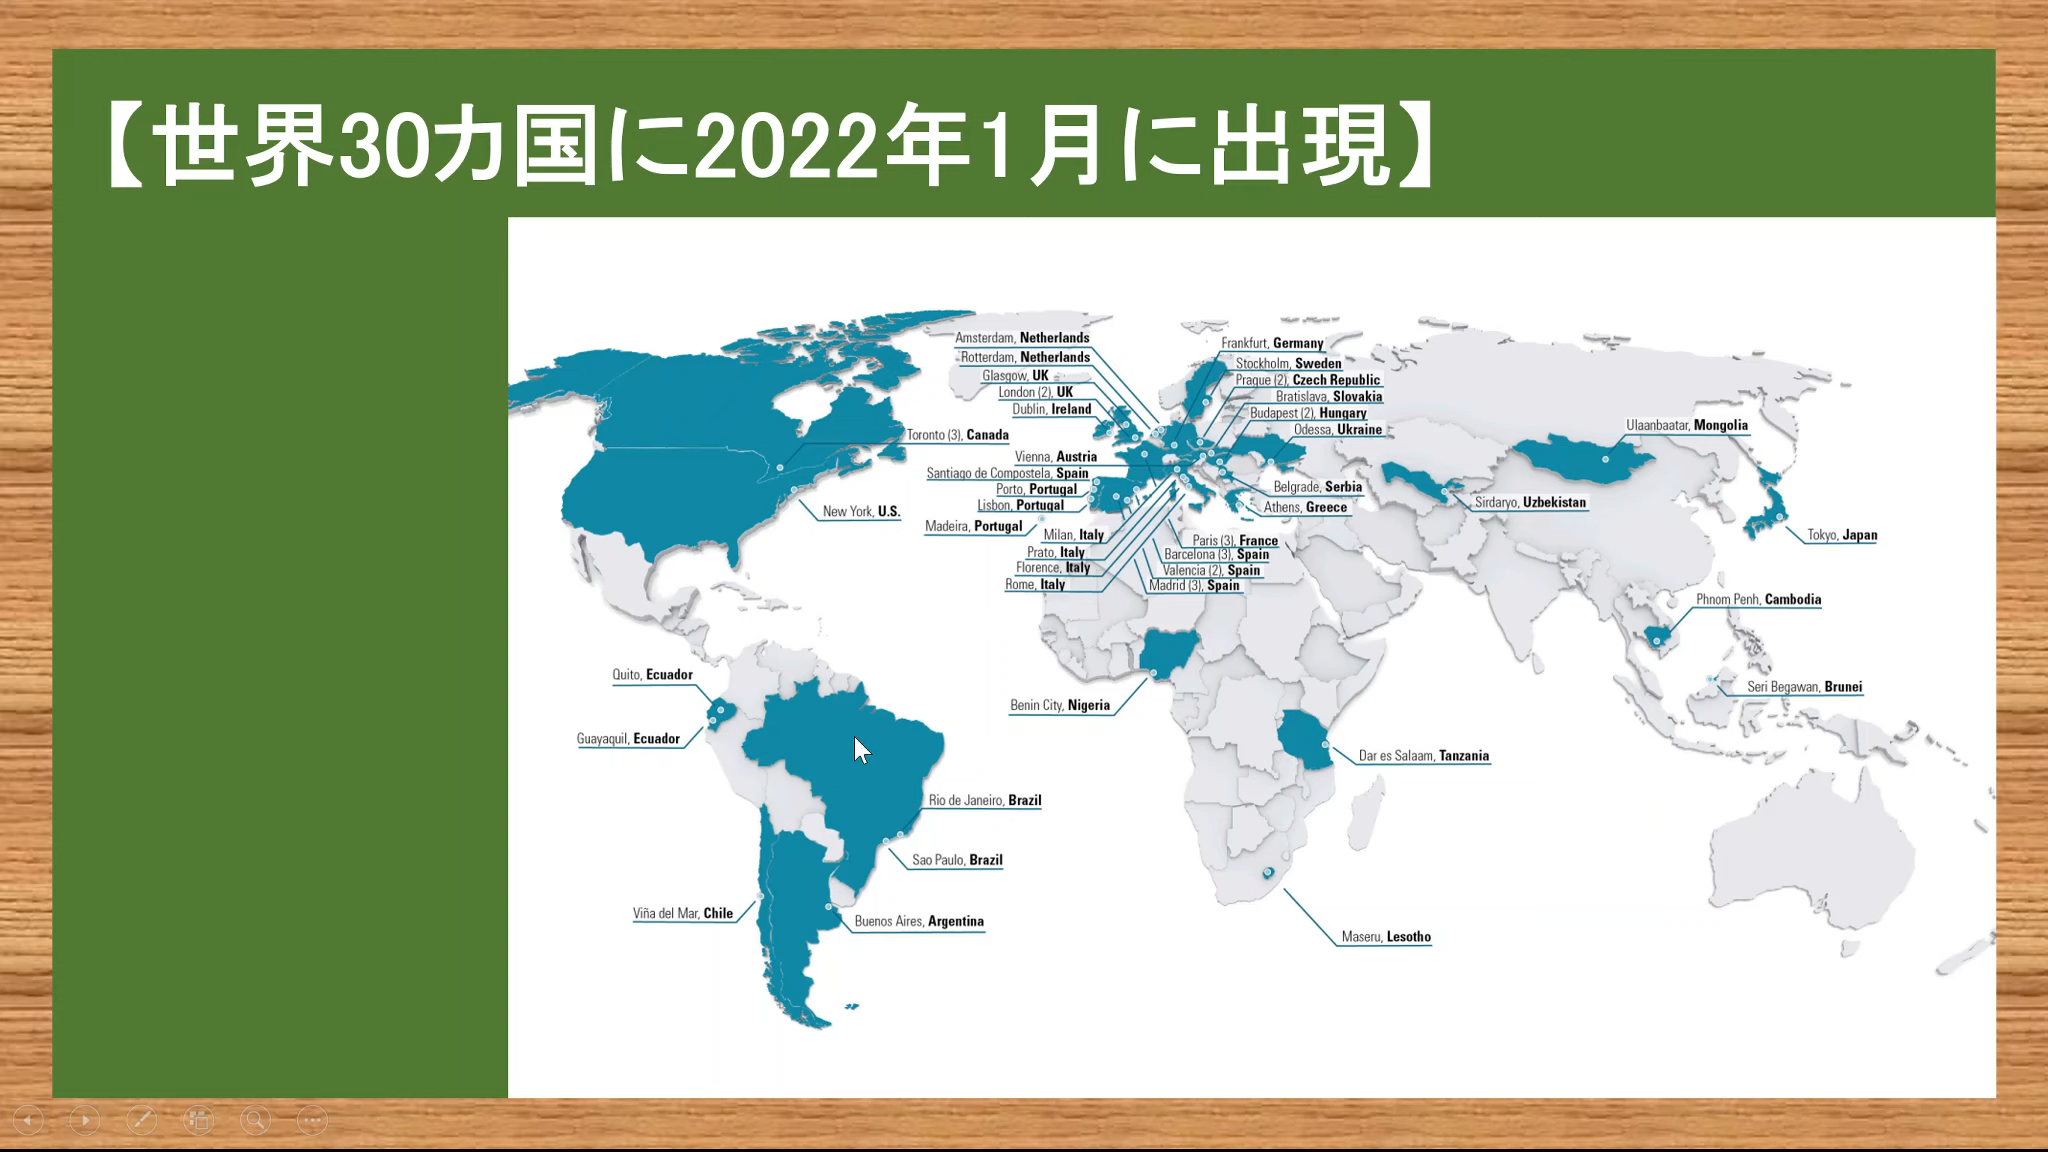 【世界30カ国に2022年1月に出現】
Amsterdam, Netherlands
Rotterdam, Netherlands
Glasgow, UK
London (2), UK
Dublin, Ireland
Toronto (3), Canada
Vienna, Austria
Santiago de Compostela, Spain
Porto, Portugal
Lisbon, Portugal
New York, U.S.
Madeira, Portugal
Milan, Italy
Prato, Italy
Florence, Italy
Rome, Italy
Frankfurt, Germany
Stockholm, Sweden
Prague (2), Czech Republic
Bratislava, Slovakia
Budapest (2), Hungary
Odessa, Ukraine
Belgrade, Serbia
Athens, Greece
Paris (3), France
Barcelona (3), Spain
Valencia (2), Spain
Madrid (3), Spain
Ulaanbaatar, Mongolia
Sirdaryo, Uzbekistan
Tokyo, Japan
Phnom Penh, Cambodia
Seri Begawan, Brunei
Quito, Ecuador
Guayaquil, Ecuador
Benin City, Nigeria
Dar es Salaam, Tanzania
Rio de Janeiro, Brazil
Sao Paulo, Brazil
Viña del Mar, Chile
Buenos Aires, Argentina
Maseru, Lesotho